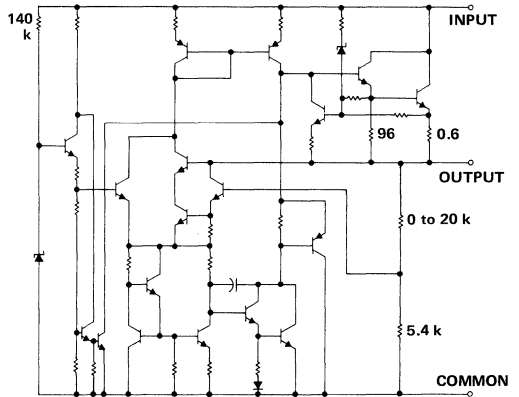 INPUT
140
k
96
0.6
OUTPUT
0 to 20 k
5.4 k
COMMON